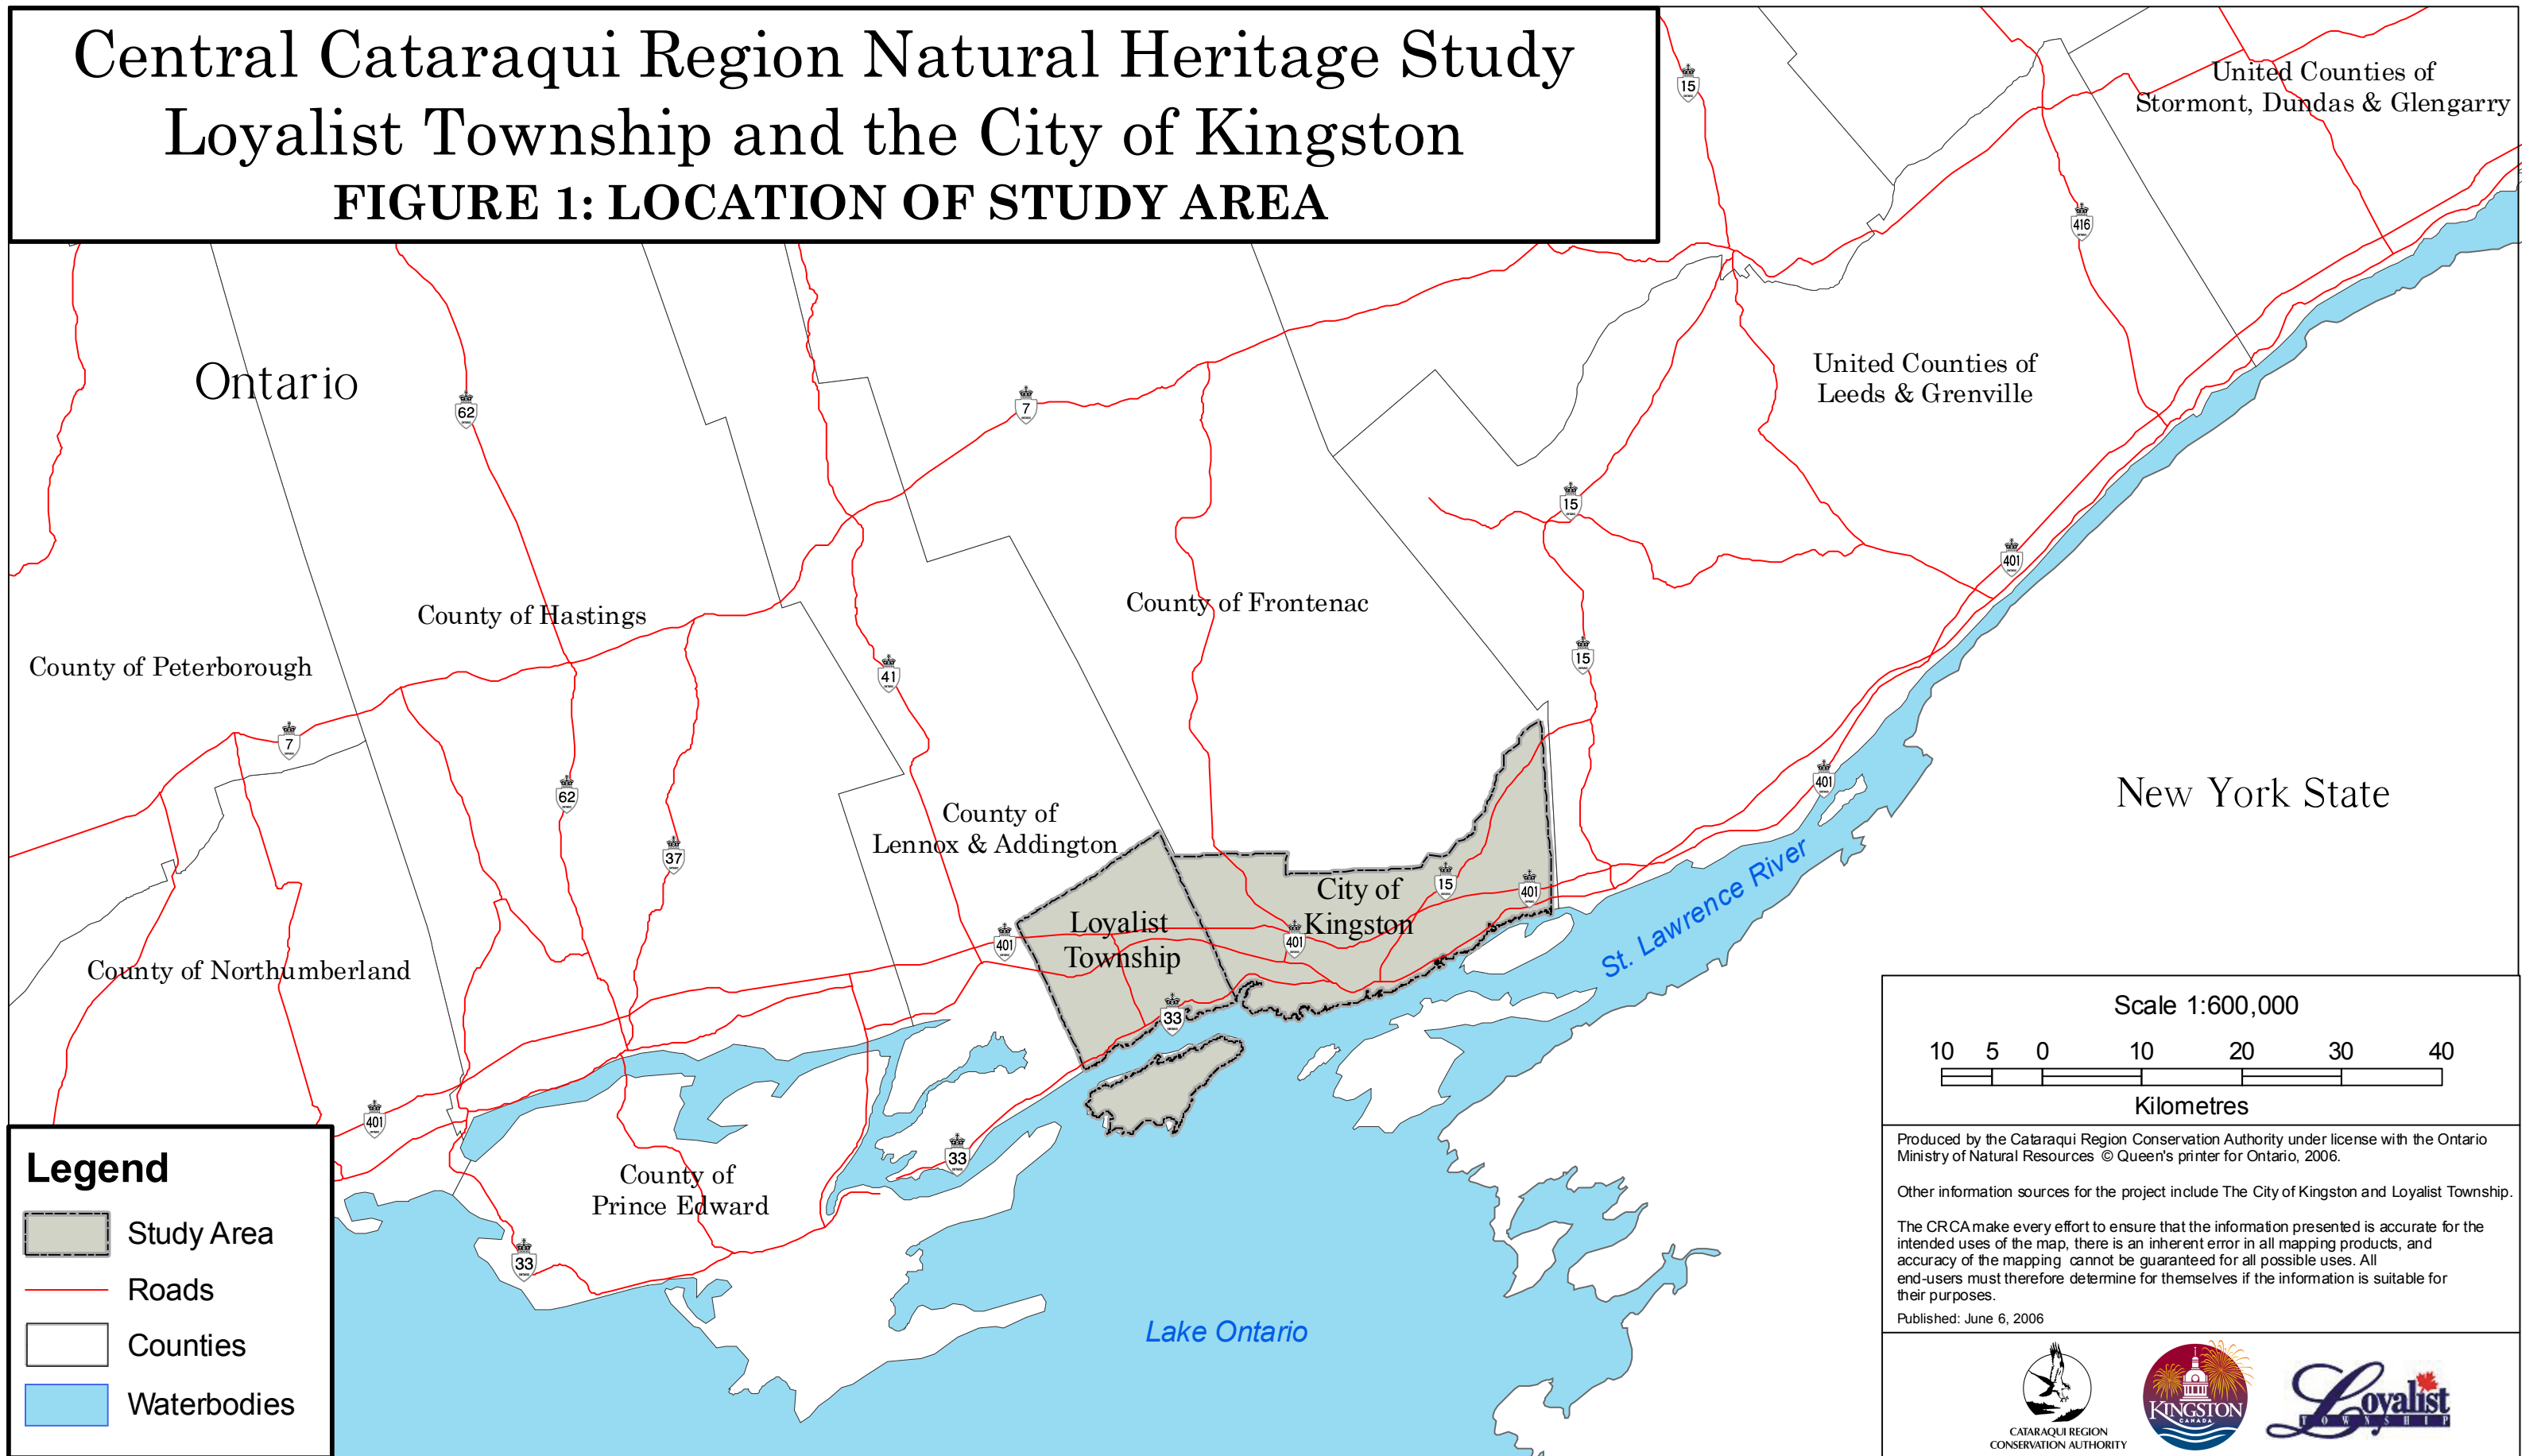 Central Cataraqui Region Natural Heritage Study
Loyalist Township and the City of Kingston
FIGURE 1: LOCATION OF STUDY AREA
15
United Counties of
Stormont, Dundas & Glengarry
416
Ontario
62
7
United Counties of
Leeds & Grenville
15
401
County of Hastings
County of Frontenac
County of Peterborough
41
15
7
62
37
County of
Lennox & Addington
401
New York State
City of
Kingston
15
401
Loyalist
Township
401
401
St. Lawrence River
County of Northumberland
33
401
33
County of
Prince Edward
33
Lake Ontario
Legend
Study Area
Roads
Counties
Waterbodies
Scale 1:600,000
10 5 0 10 20 30 40
Kilometres
Produced by the Cataraqui Region Conservation Authority under license with the Ontario
Ministry of Natural Resources © Queen's printer for Ontario, 2006.
Other information sources for the project include The City of Kingston and Loyalist Township.
The CRCA make every effort to ensure that the information presented is accurate for the
intended uses of the map, there is an inherent error in all mapping products, and
accuracy of the mapping cannot be guaranteed for all possible uses. All
end-users must therefore determine for themselves if the information is suitable for
their purposes.
Published: June 6, 2006
CATARAQUI REGION
CONSERVATION AUTHORITY
KINGSTON
CANADA
Loyalist
TOWNSHIP